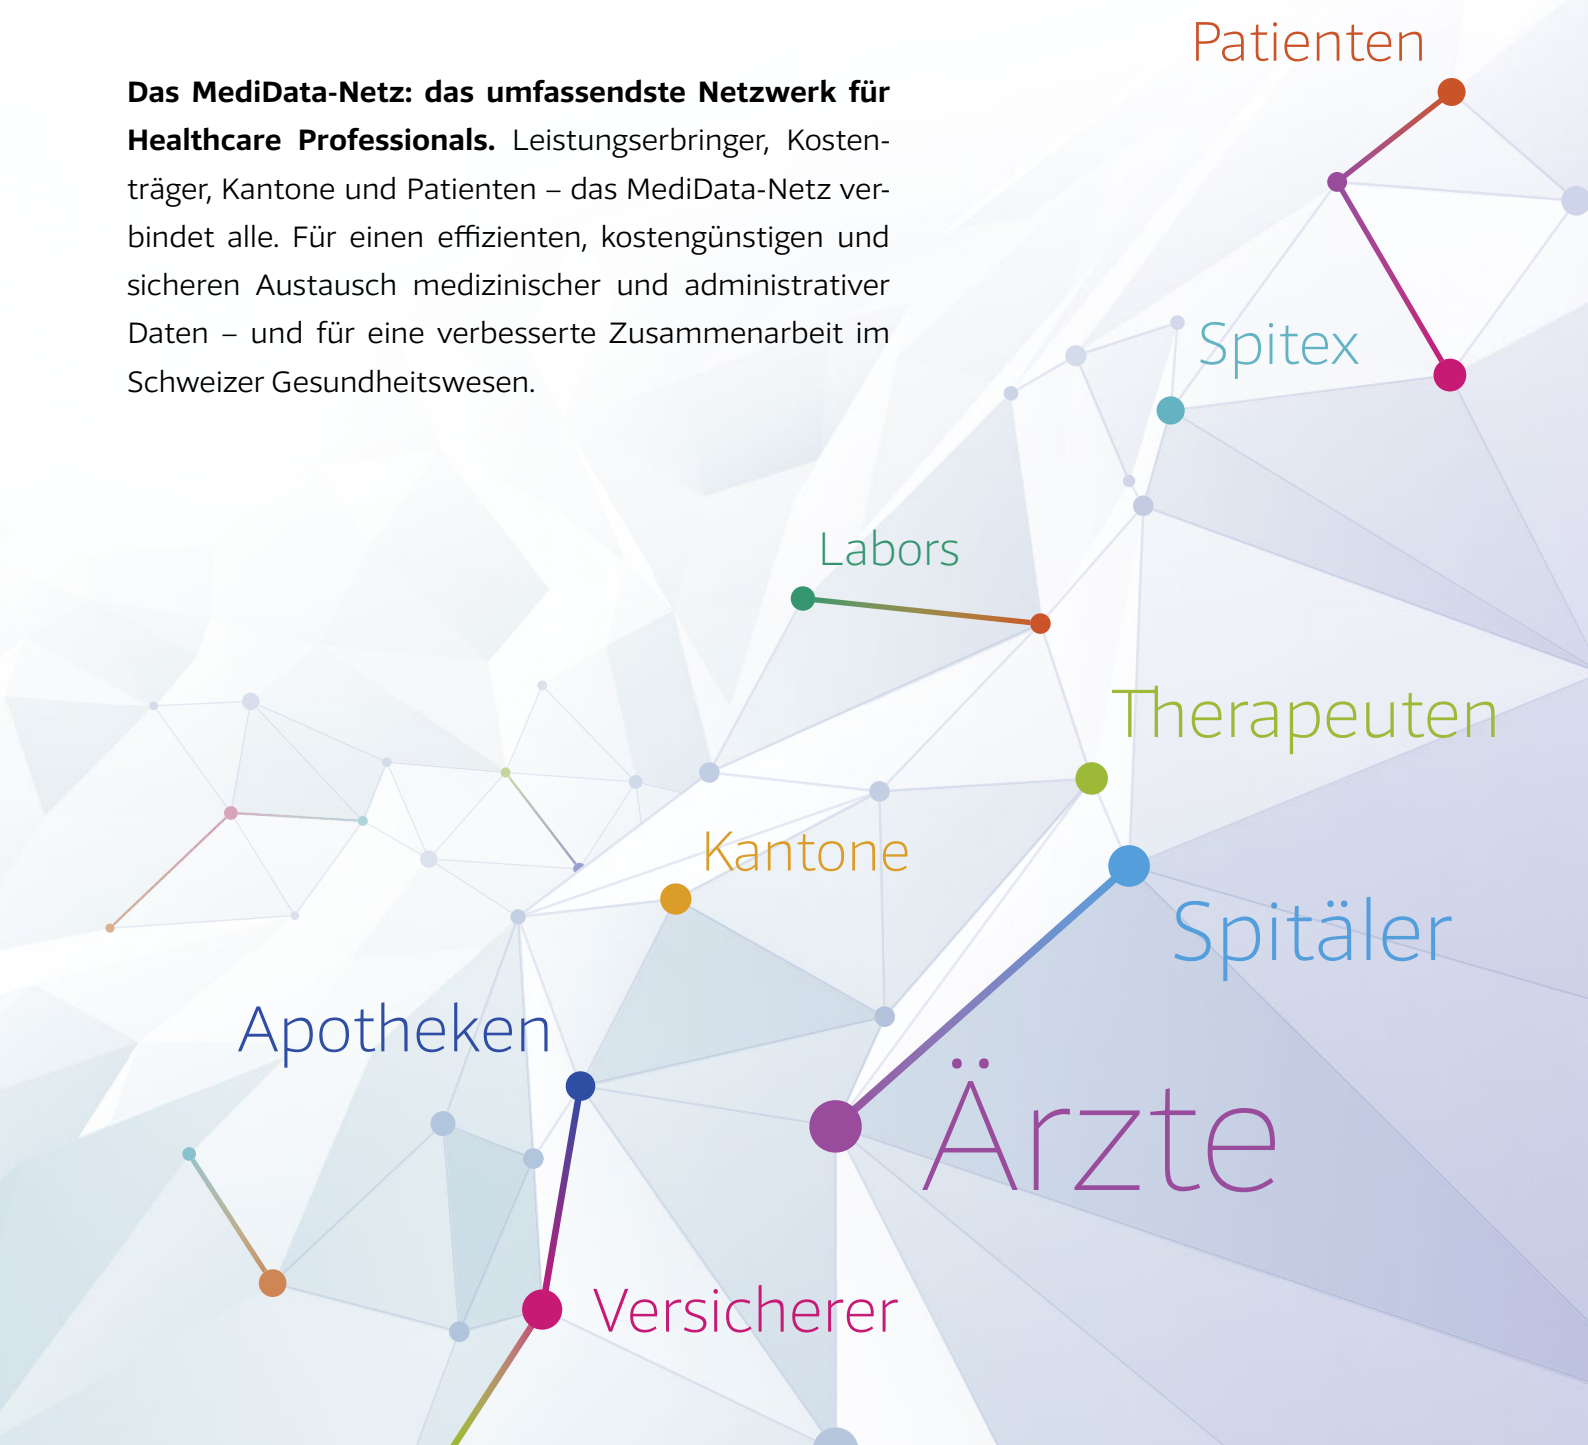 Patienten
Das MediData-Netz: das umfassendste Netzwerk für
Healthcare Professionals. Leistungserbringer, Kosten-
träger, Kantone und Patienten – das MediData-Netz ver-
bindet alle. Für einen effizienten, kostengünstigen und
sicheren Austausch medizinischer und administrativer
Daten – und für eine verbesserte Zusammenarbeit im
Schweizer Gesundheitswesen.
Spitex
Labors
Therapeuten
Kantone
Spitäler
Apotheken
Ärzte
Versicherer